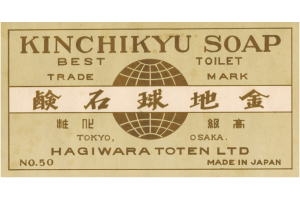 KINCHIKYU SOAP
BEST TOILET
TRADE MARK
鹸石球地金
粧化 級高
TOKYO, OSAKA.
HAGIWARA TOTEN LTD
NO.50 MADE IN JAPAN